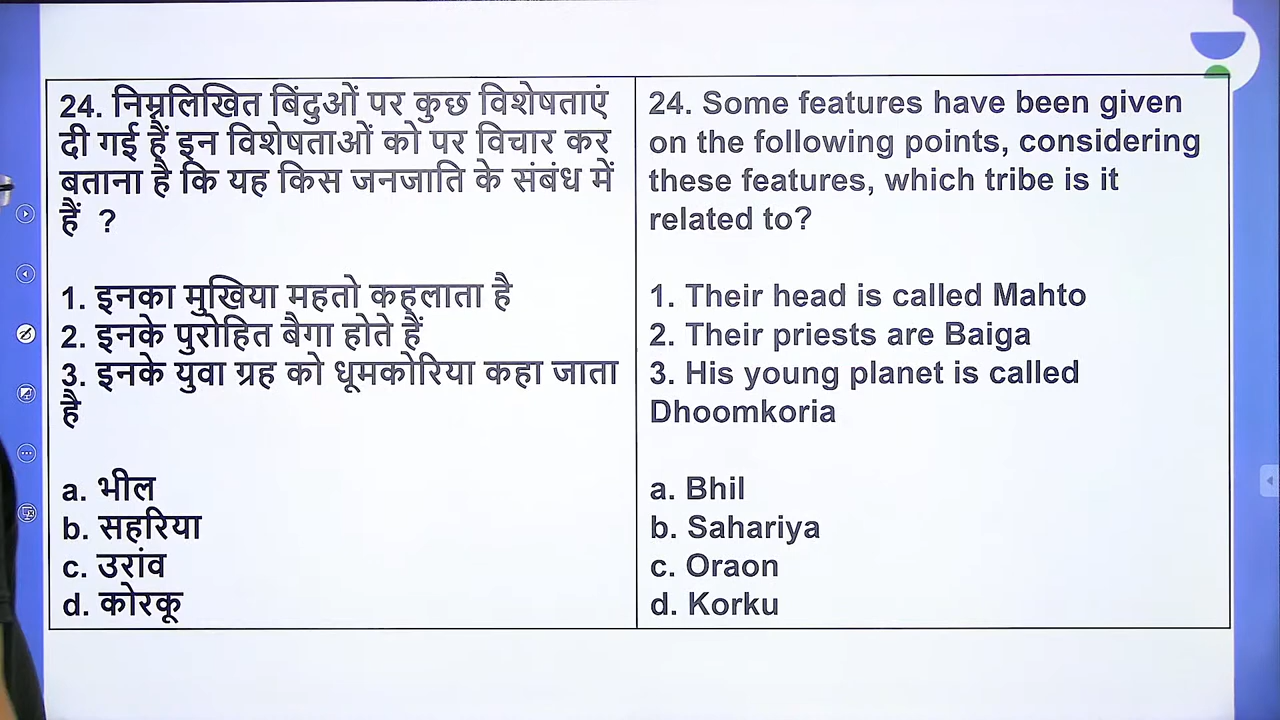 24. निम्नलिखित बिंदुओं पर कुछ विशेषताएं
दी गई हैं इन विशेषताओं को पर विचार कर
बताना है कि यह किस जनजाति के संबंध में
हैं ?
1. इनका मुखिया महतो कहलाता है
2. इनके पुरोहित बैगा होते हैं
3. इनके युवा ग्रह को धूमकोरिया कहा जाता
है
a. भील
b. सहरिया
c. उरांव
d. कोरकू
24. Some features have been given
on the following points, considering
these features, which tribe is it
related to?
1. Their head is called Mahto
2. Their priests are Baiga
3. His young planet is called
Dhoomkoria
a. Bhil
b. Sahariya
c. Oraon
d. Korku